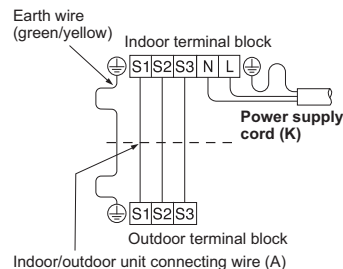 Earth wire
(green/yellow)
Indoor terminal block
S1 S2 S3 N L
Power supply
cord (K)
S1 S2 S3
Outdoor terminal block
Indoor/outdoor unit connecting wire (A)